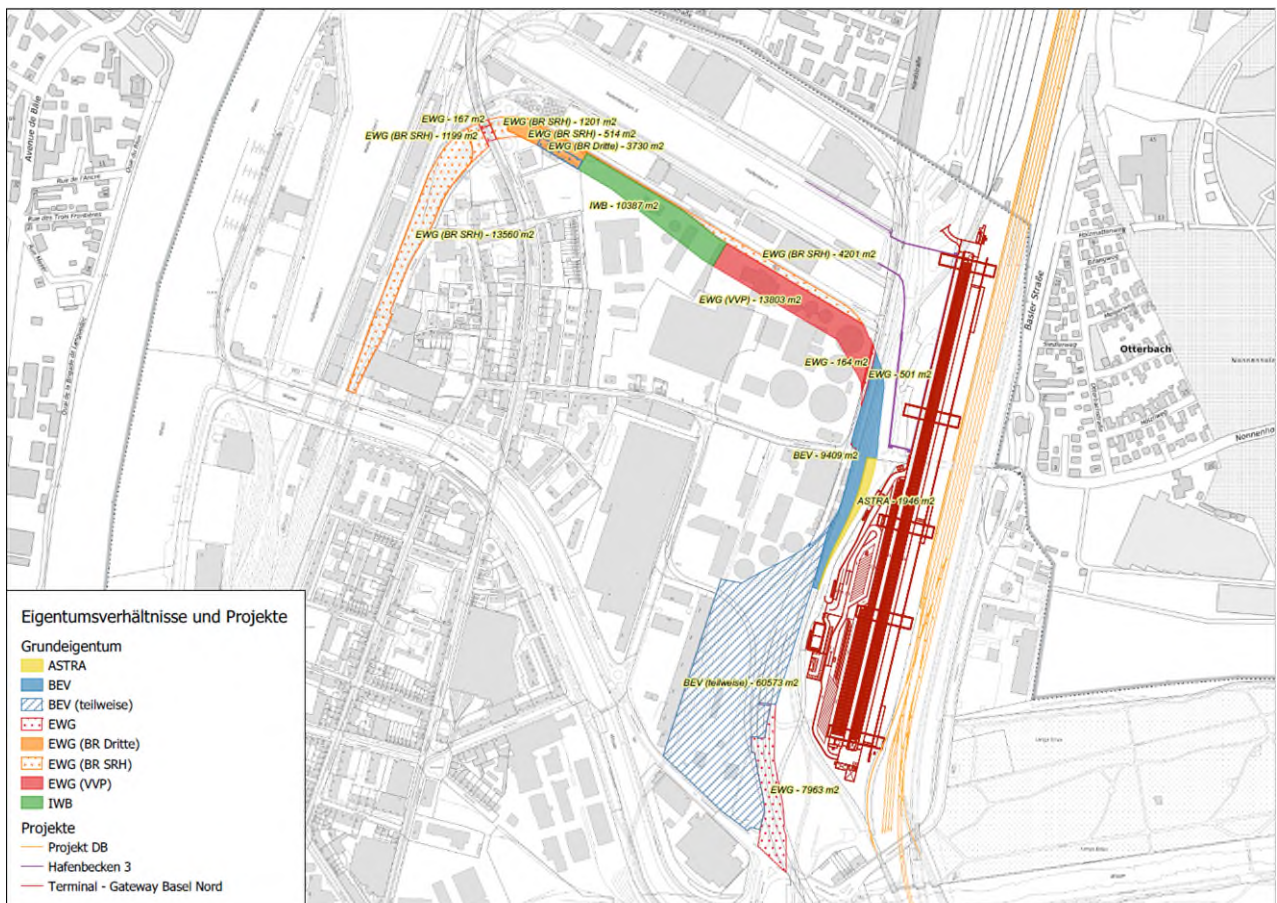 Avenue de Bâle
Rue de l'Ancre
Rue des Trois Frontières
EWG - 167 m2
EWG (BR SRH) - 1199 m2
EWG (BR SRH) - 1201 m2
EWG (BR SRH) - 514 m2
EWG (BR Dritte) - 3730 m2
IWB - 10387 m2
EWG (BR SRH) - 13560 m2
EWG (BR SRH) - 4201 m2
EWG (VVP) - 13803 m2
EWG - 164 m2
EWG - 501 m2
BEV - 9409 m2
ASTRA - 1946 m2
BEV (teilweise) - 60573 m2
EWG - 7963 m2
Basler Straße
Otterbach
Eigentumsverhältnisse und Projekte
Grundeigentum
ASTRA
BEV
BEV (teilweise)
EWG
EWG (BR Dritte)
EWG (BR SRH)
EWG (VVP)
IWB
Projekte
Projekt DB
Hafenbecken 3
Terminal - Gateway Basel Nord